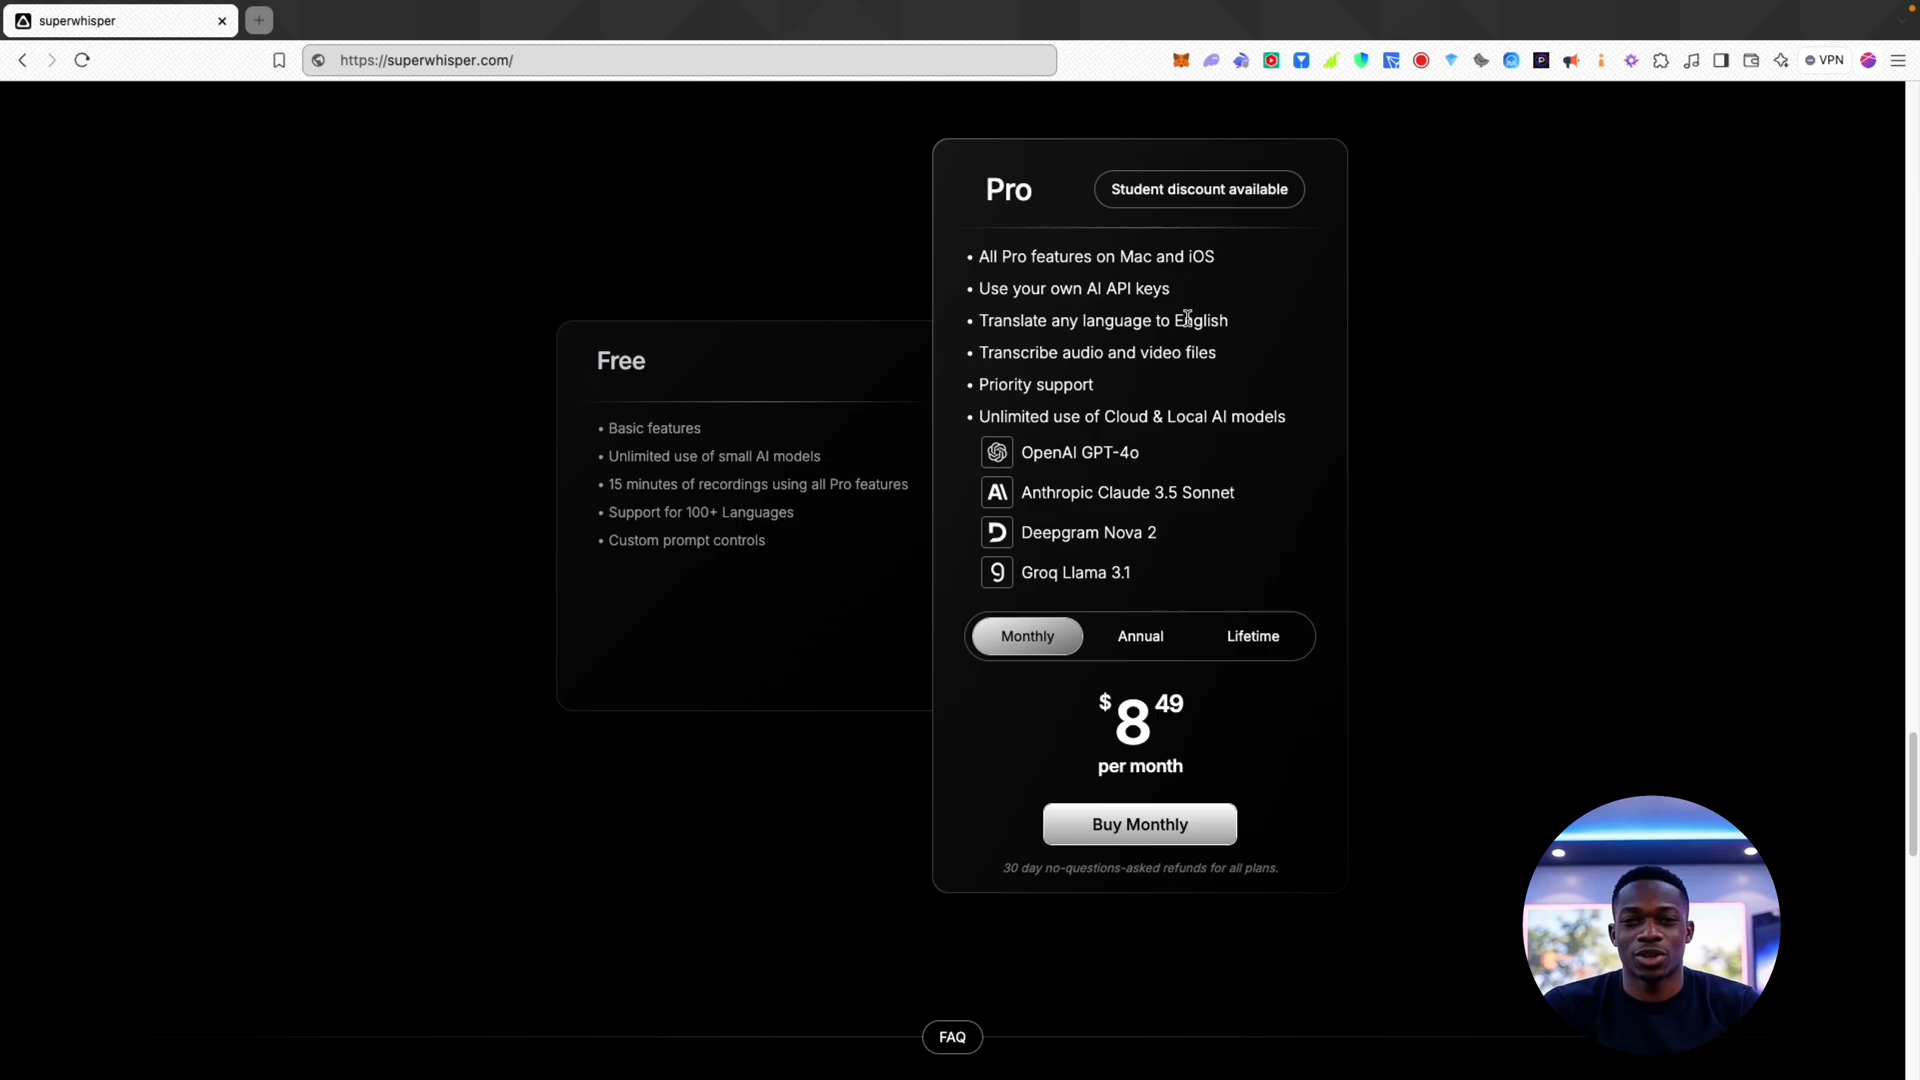 superwhisper
https://superwhisper.com/
VPN
Free
• Basic features
• Unlimited use of small AI models
• 15 minutes of recordings using all Pro features
• Support for 100+ Languages
• Custom prompt controls
Pro
Student discount available
• All Pro features on Mac and iOS
• Use your own AI API keys
• Translate any language to English
• Transcribe audio and video files
• Priority support
• Unlimited use of Cloud & Local AI models
OpenAI GPT-4o
Anthropic Claude 3.5 Sonnet
Deepgram Nova 2
Groq Llama 3.1
Monthly Annual Lifetime
$8 49
per month
Buy Monthly
30 day no-questions-asked refunds for all plans.
FAQ